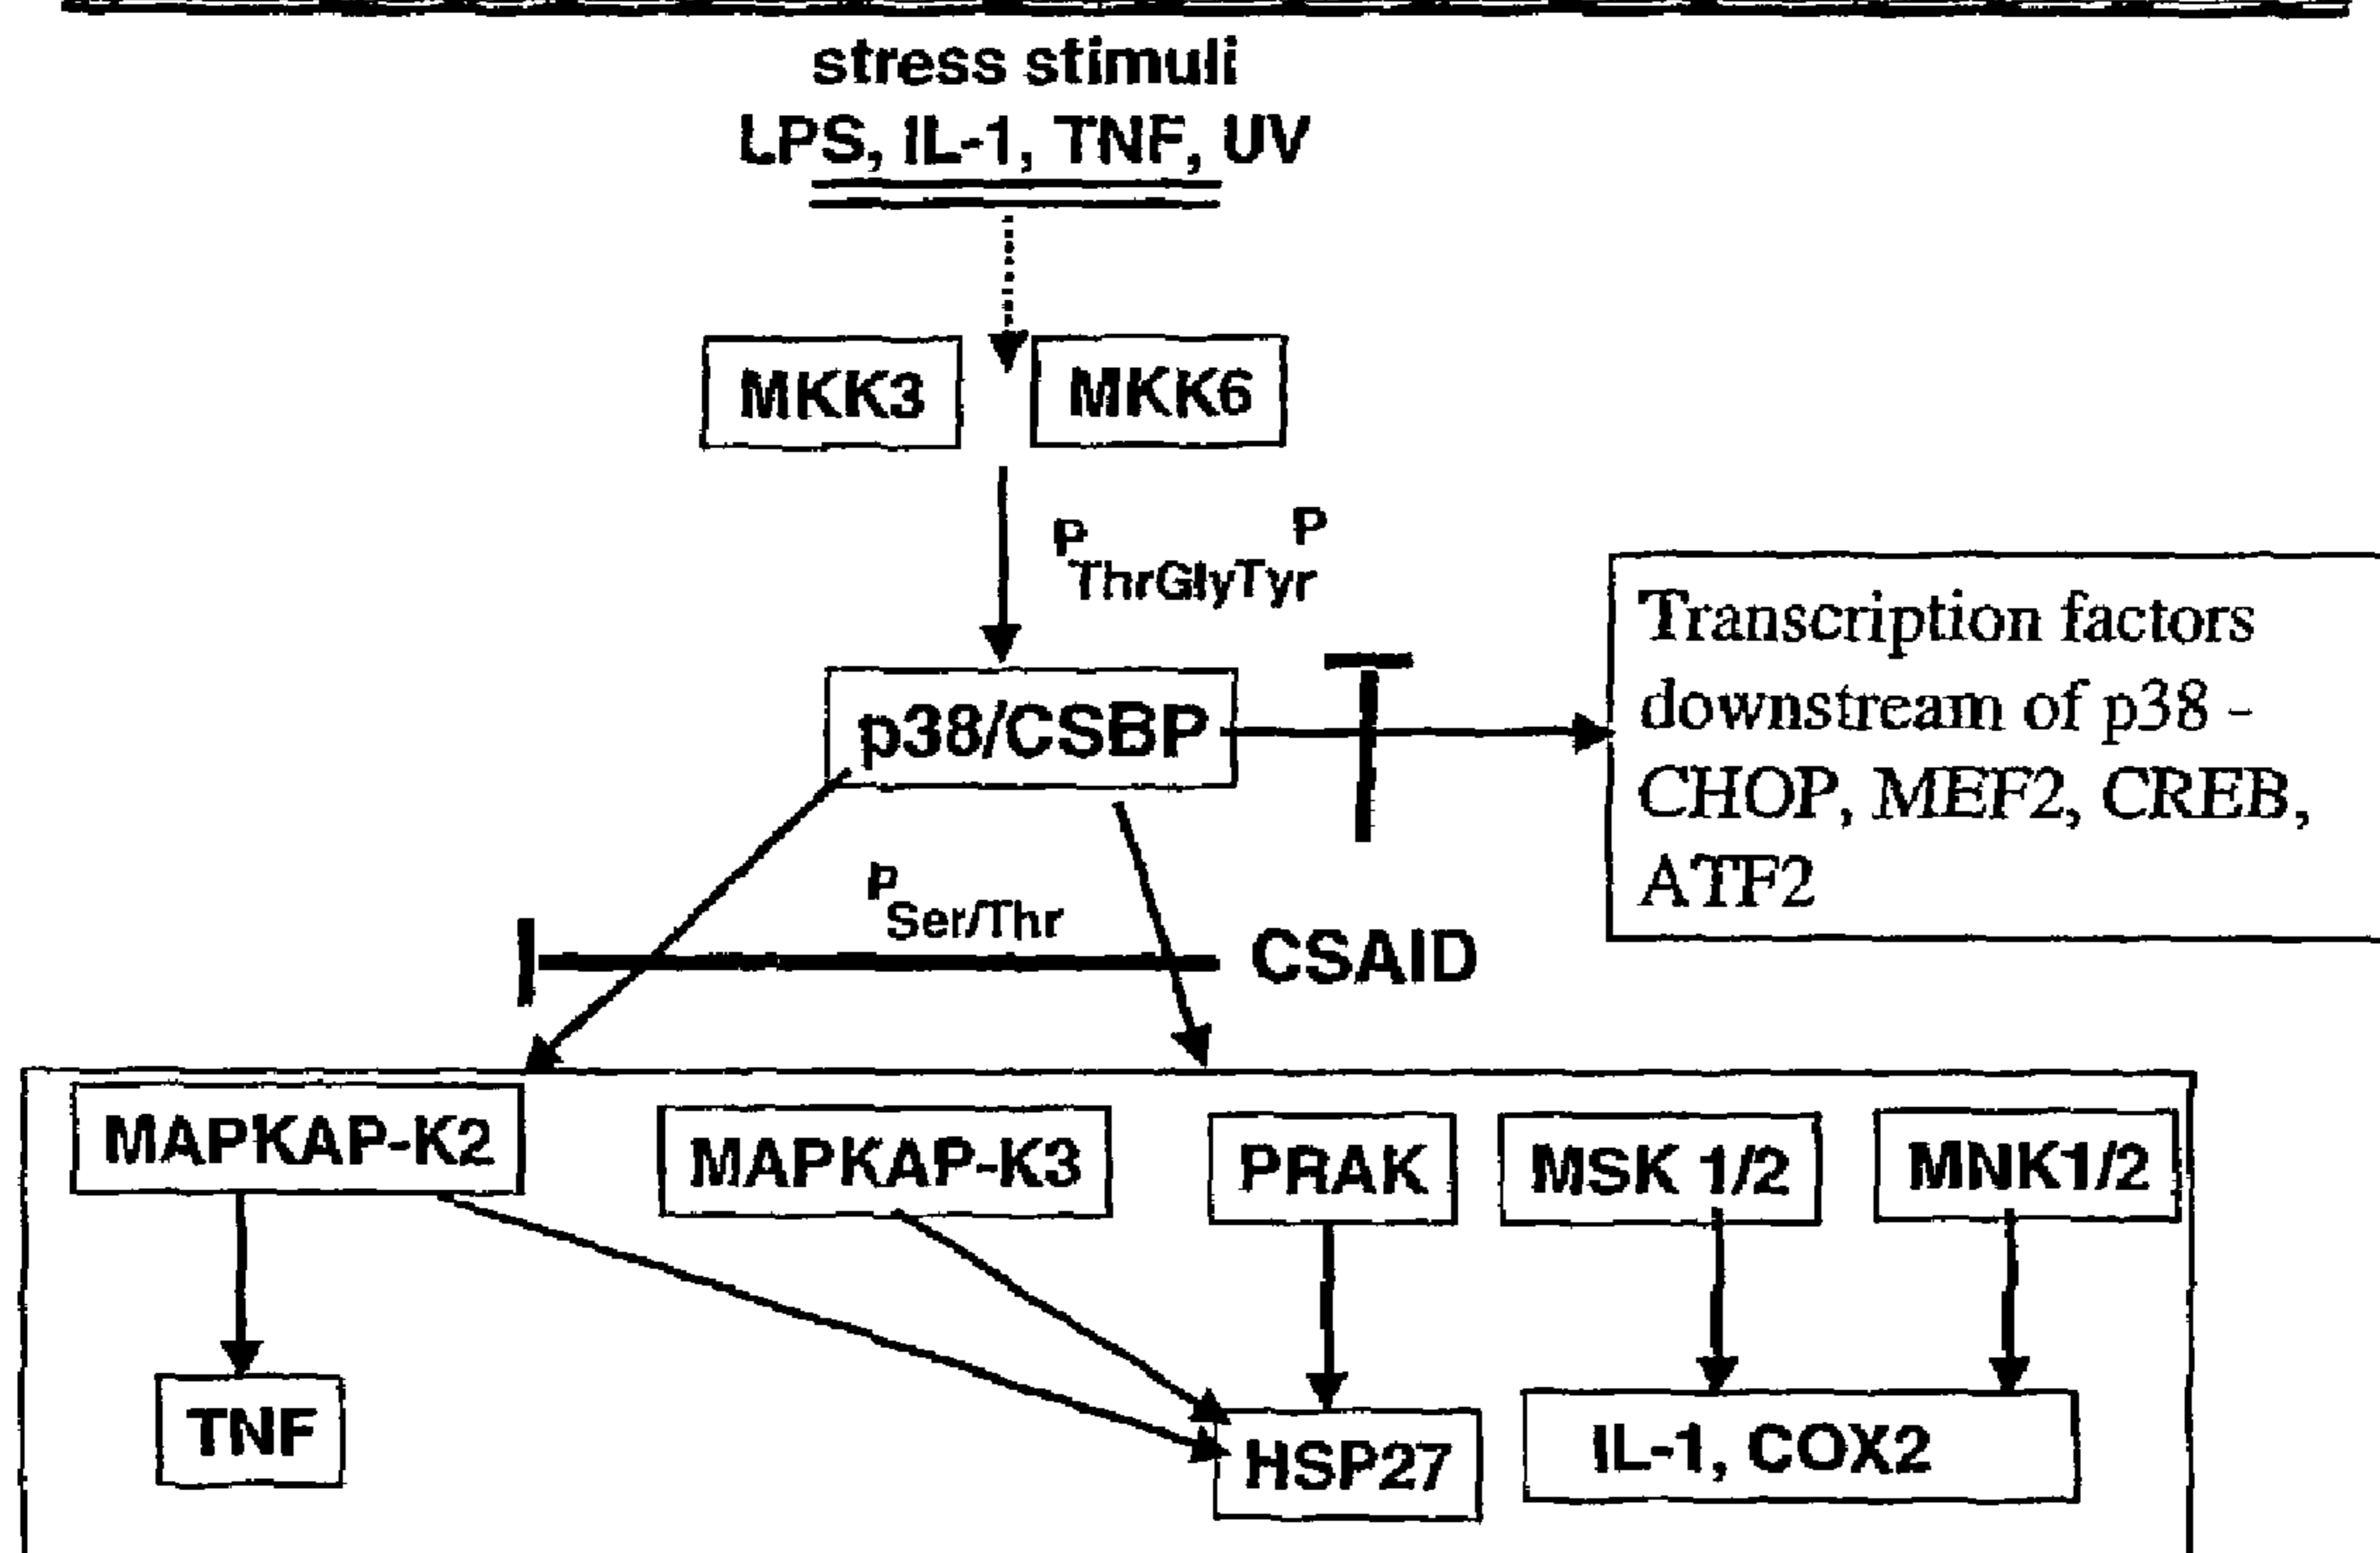 stress stimuli
LPS, IL-1, TNF, UV
MKK3
MKK6
P
P
ThrGlyTyr
p38/CSBP
Transcription factors
downstream of p38 -
CHOP, MEF2, CREB,
ATF2
P
Ser/Thr
CSAID
MAPKAP-K2
MAPKAP-K3
PRAK
MSK 1/2
MNK1/2
TNF
HSP27
IL-1, COX2